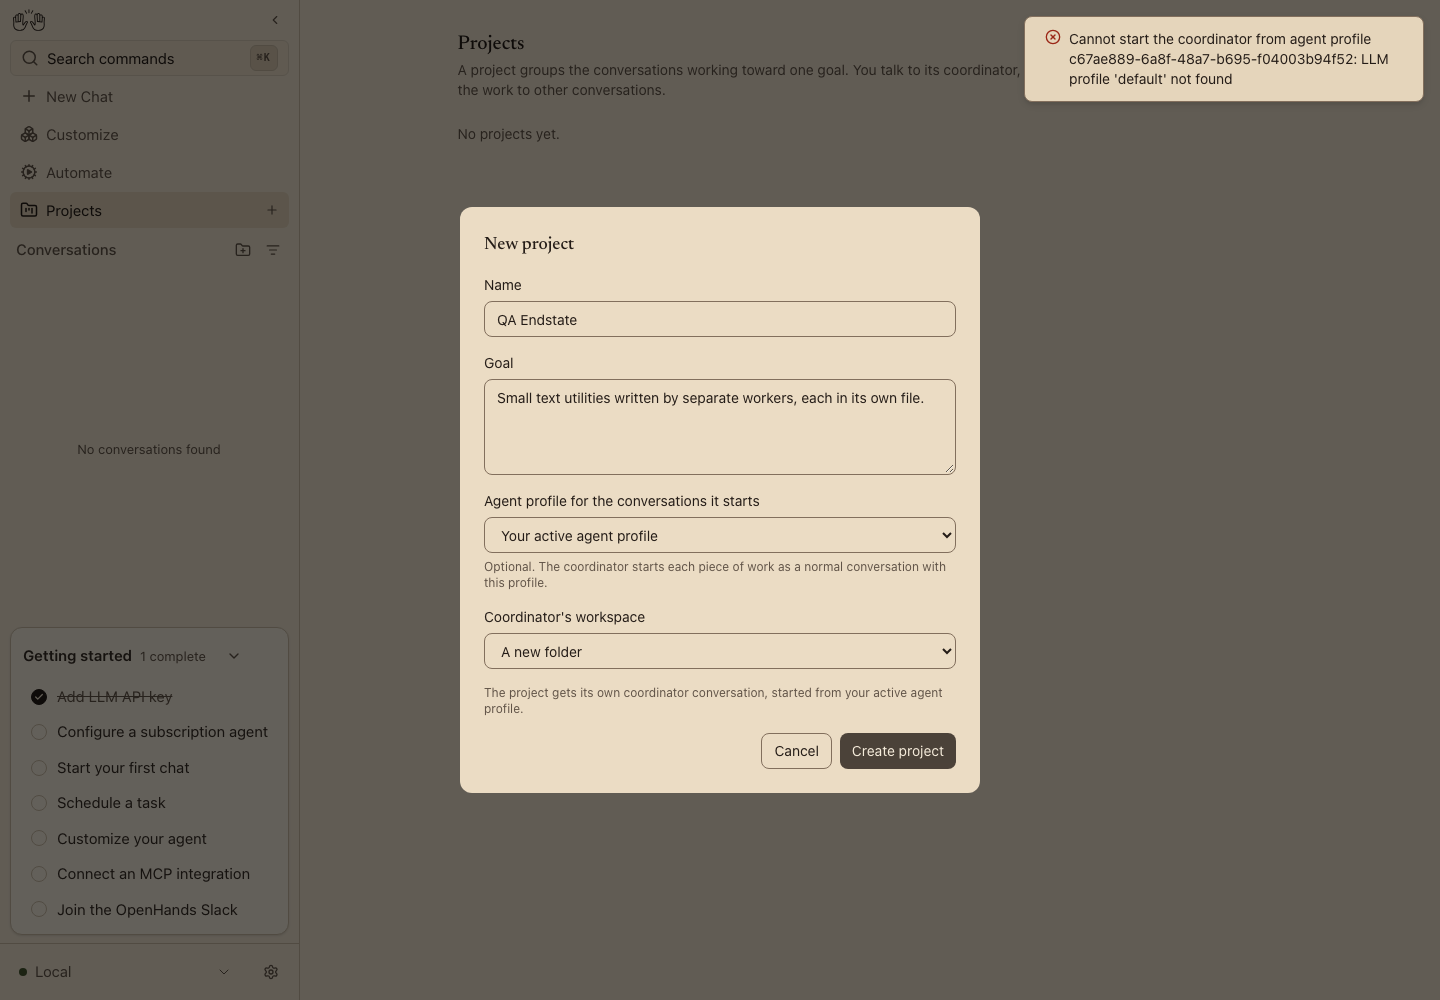 Search commands
⌘K
New Chat
Customize
Automate
Projects
Conversations
No conversations found
Getting started 1 complete
Add LLM API key
Configure a subscription agent
Start your first chat
Schedule a task
Customize your agent
Connect an MCP integration
Join the OpenHands Slack
Local
Projects
A project groups the conversations working toward one goal. You talk to its coordinator,
the work to other conversations.
No projects yet.
Cannot start the coordinator from agent profile
c67ae889-6a8f-48a7-b695-f04003b94f52: LLM
profile 'default' not found
New project
Name
QA Endstate
Goal
Small text utilities written by separate workers, each in its own file.
Agent profile for the conversations it starts
Your active agent profile
Optional. The coordinator starts each piece of work as a normal conversation with
this profile.
Coordinator's workspace
A new folder
The project gets its own coordinator conversation, started from your active agent
profile.
Cancel
Create project